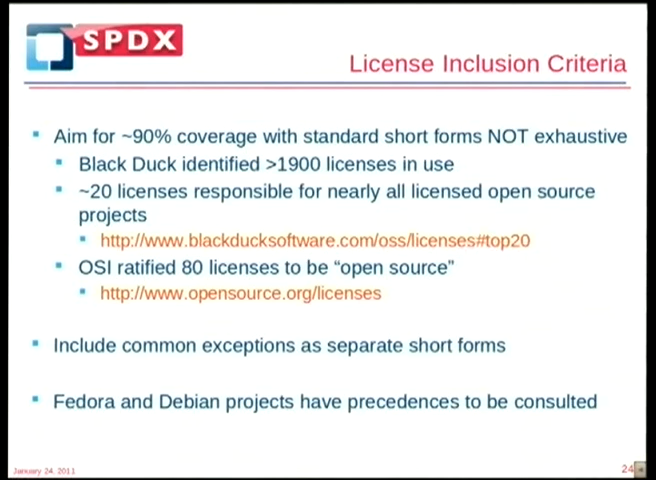 SPDX
License Inclusion Criteria
Aim for ~90% coverage with standard short forms NOT exhaustive
Black Duck identified >1900 licenses in use
~20 licenses responsible for nearly all licensed open source
projects
http://www.blackducksoftware.com/oss/licenses#top20
OSI ratified 80 licenses to be “open source”
http://www.opensource.org/licenses
Include common exceptions as separate short forms
Fedora and Debian projects have precedences to be consulted
January 24, 2011
24